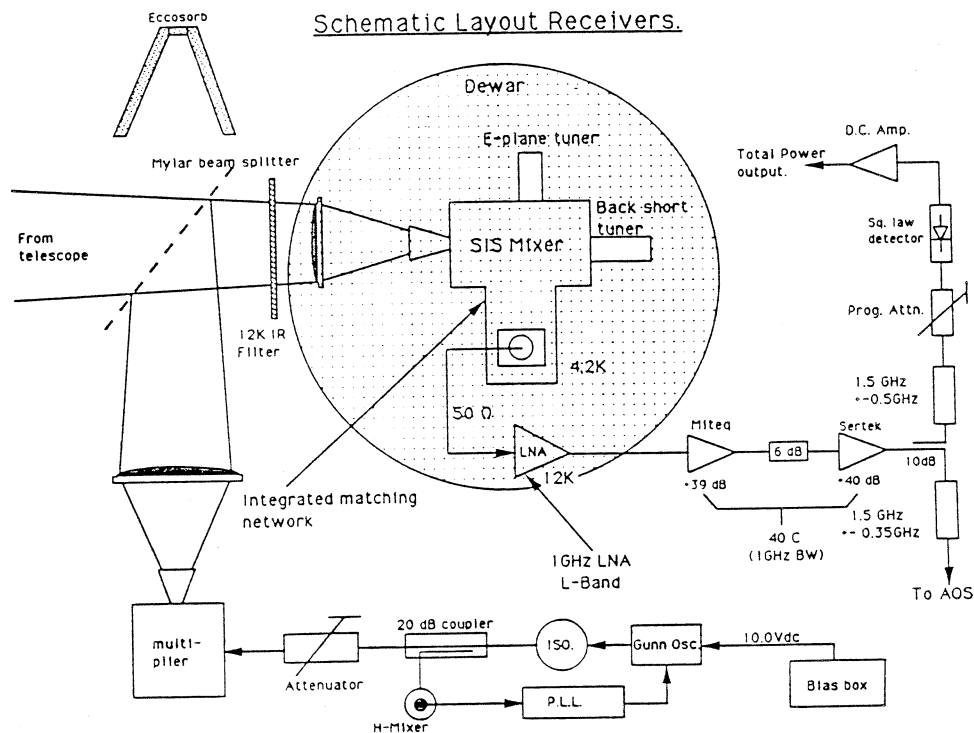 Schematic Layout Receivers.
Eccosorb
Dewar
E-plane tuner
D.C. Amp.
Mylar beam splitter
Total Power
output.
From
telescope
SIS Mixer
Back short
tuner
Sq. law
detector
12K IR
Filter
Prog. Attn.
4.2K
50 Ω
1.5 GHz
+-0.5GHz
LNA
12K
Miteq
6 dB
Sertek
10dB
+39 dB
+40 dB
Integrated matching
network
40 C
(1GHz BW)
1.5 GHz
+- 0.35GHz
1GHz LNA
L-Band
To AOS
multi-
plier
Attenuator
20 dB coupler
ISO.
Gunn Osc.
10.0Vdc
Bias box
H-Mixer
P.L.L.